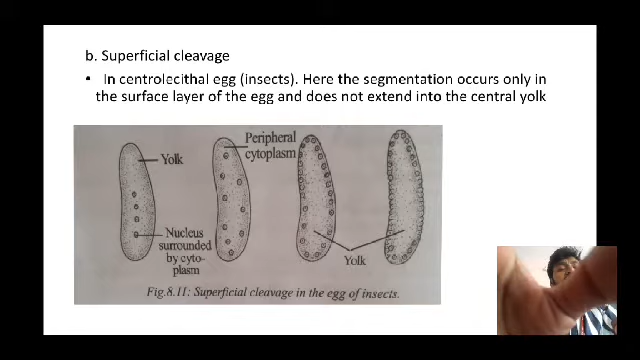 b. Superficial cleavage
• In centrolecithal egg (insects). Here the segmentation occurs only in
the surface layer of the egg and does not extend into the central yolk
Yolk
Peripheral
cytoplasm
Nucleus
surrounded
by cyto-
plasm
Yolk
Fig.8.11: Superficial cleavage in the egg of insects.